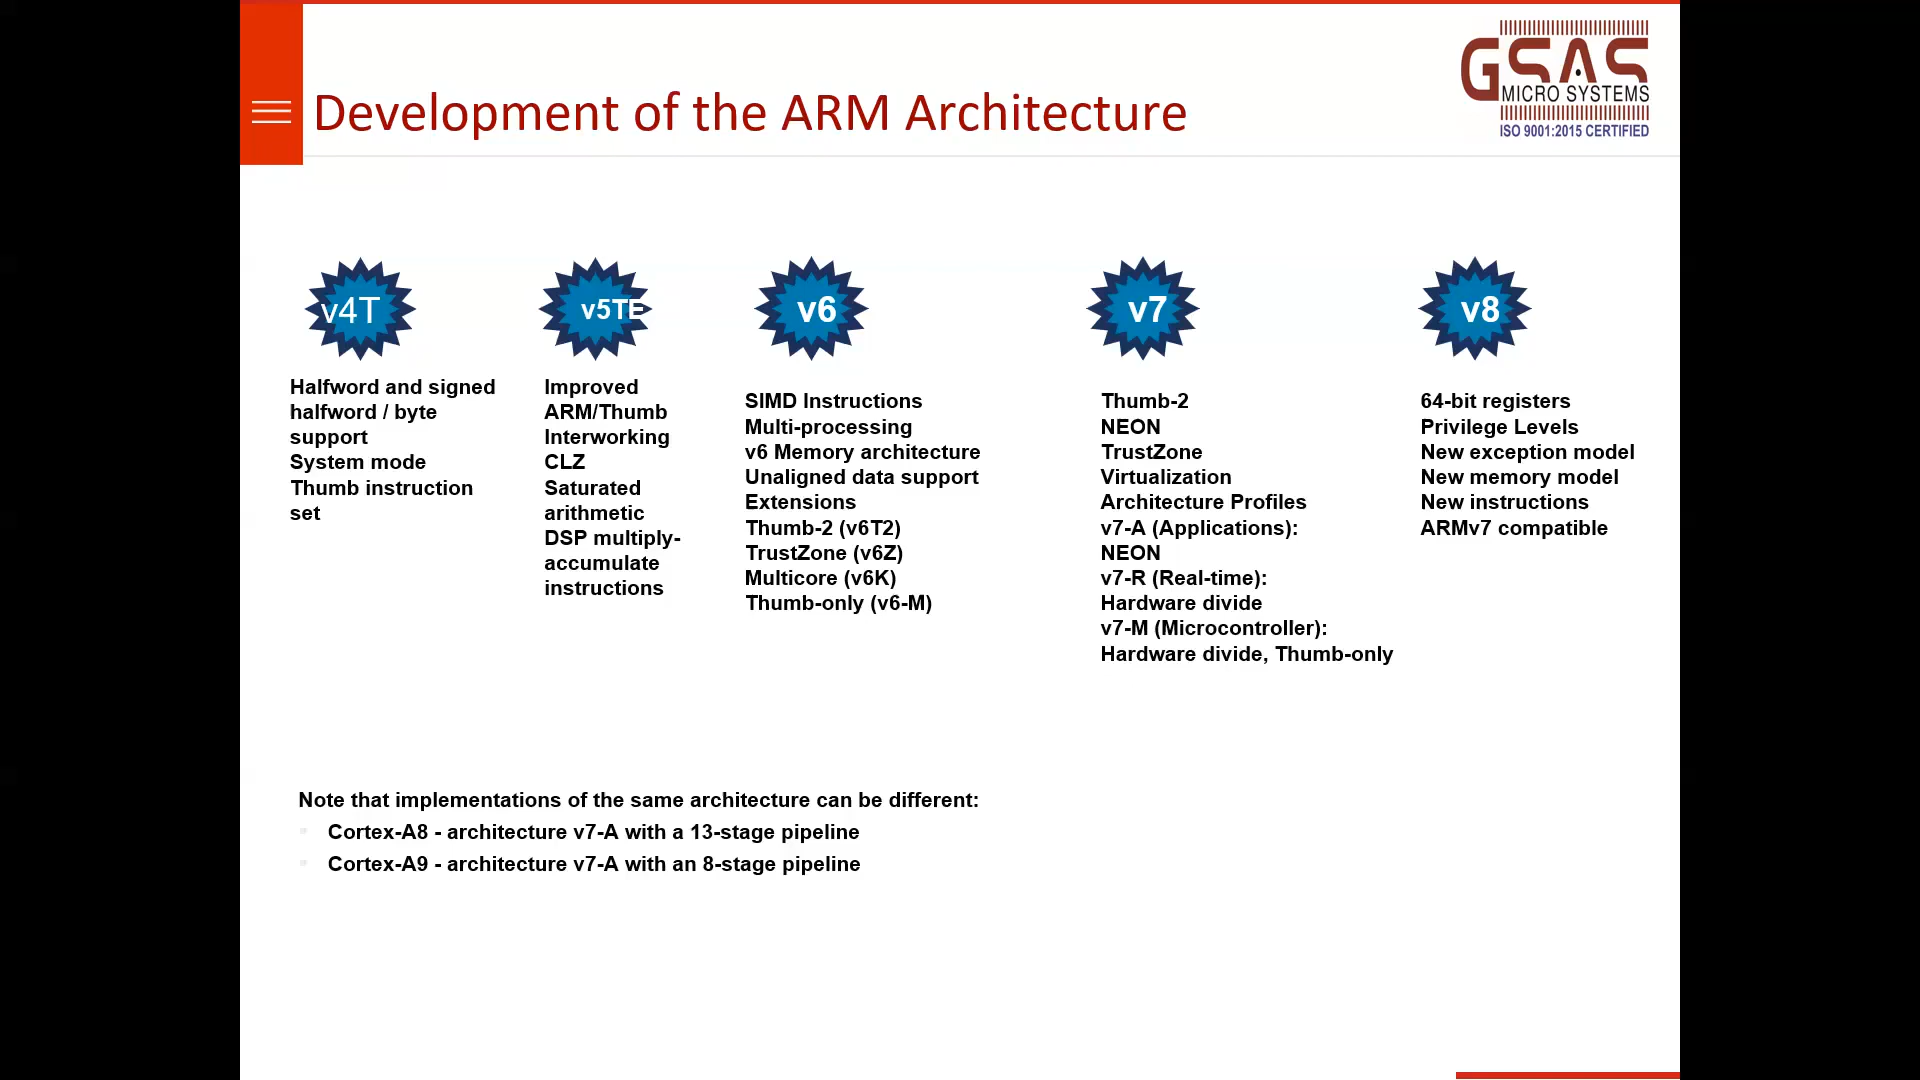 Development of the ARM Architecture
GSAS
MICRO SYSTEMS
ISO 9001:2015 CERTIFIED
v4T
Halfword and signed
halfword / byte
support
System mode
Thumb instruction
set
v5TE
Improved
ARM/Thumb
Interworking
CLZ
Saturated
arithmetic
DSP multiply-
accumulate
instructions
v6
SIMD Instructions
Multi-processing
v6 Memory architecture
Unaligned data support
Extensions
Thumb-2 (v6T2)
TrustZone (v6Z)
Multicore (v6K)
Thumb-only (v6-M)
v7
Thumb-2
NEON
TrustZone
Virtualization
Architecture Profiles
v7-A (Applications):
NEON
v7-R (Real-time):
Hardware divide
v7-M (Microcontroller):
Hardware divide, Thumb-only
v8
64-bit registers
Privilege Levels
New exception model
New memory model
New instructions
ARMv7 compatible
Note that implementations of the same architecture can be different:
Cortex-A8 - architecture v7-A with a 13-stage pipeline
Cortex-A9 - architecture v7-A with an 8-stage pipeline